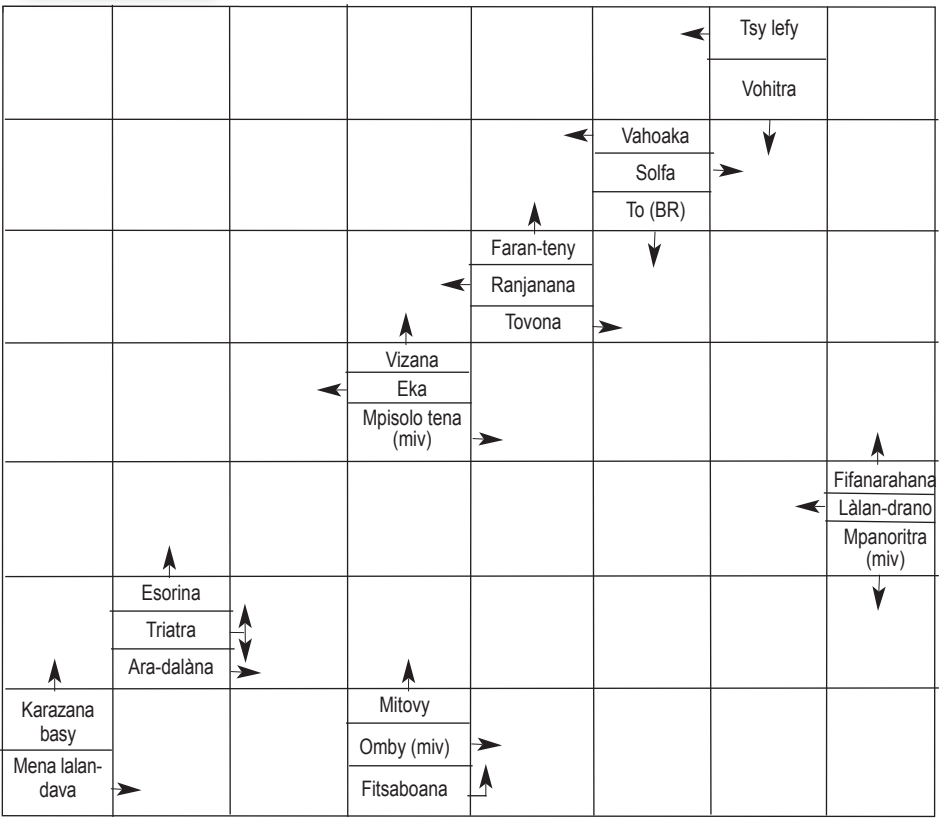 Tsy lefy
Vohitra
Vahoaka
Solfa
To (BR)
Faran-teny
Ranjanana
Tovona
Vizana
Eka
Mpisolo tena
(miv)
Fifanarahana
Làlan-drano
Mpanoritra
(miv)
Esorina
Triatra
Ara-dalàna
Karazana
basy
Mena lalan-
dava
Mitovy
Omby (miv)
Fitsaboana